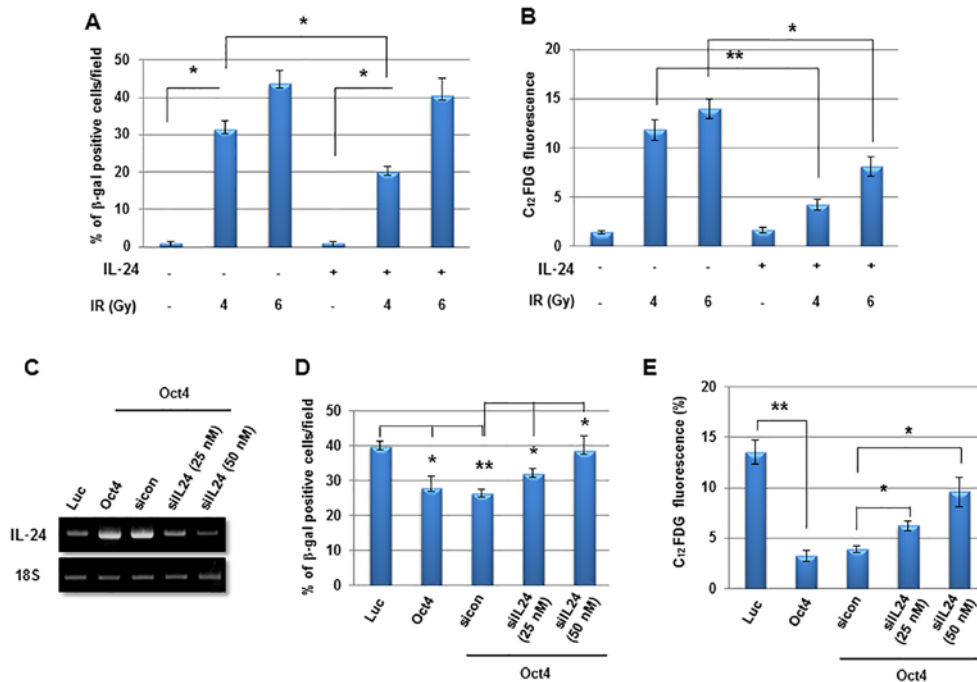 A
*
*
*
% of β-gal positive cells/field
50
40
30
20
10
0
IL-24 - - - + + +
IR (Gy) - 4 6 - 4 6
B
*
**
C12FDG fluorescence
20
15
10
5
0
IL-24 - - - + + +
IR (Gy) - 4 6 - 4 6
C
Oct4
Luc
Oct4
sicon
siIL24 (25 nM)
siIL24 (50 nM)
IL-24
18S
D
* ** * *
% of β-gal positive cells/field
50
40
30
20
10
0
Luc
Oct4
sicon
siIL24
(25 nM)
siIL24
(50 nM)
Oct4
E
**
*
*
C12FDG fluorescence (%)
20
15
10
5
0
Luc
Oct4
sicon
siIL24
(25 nM)
siIL24
(50 nM)
Oct4